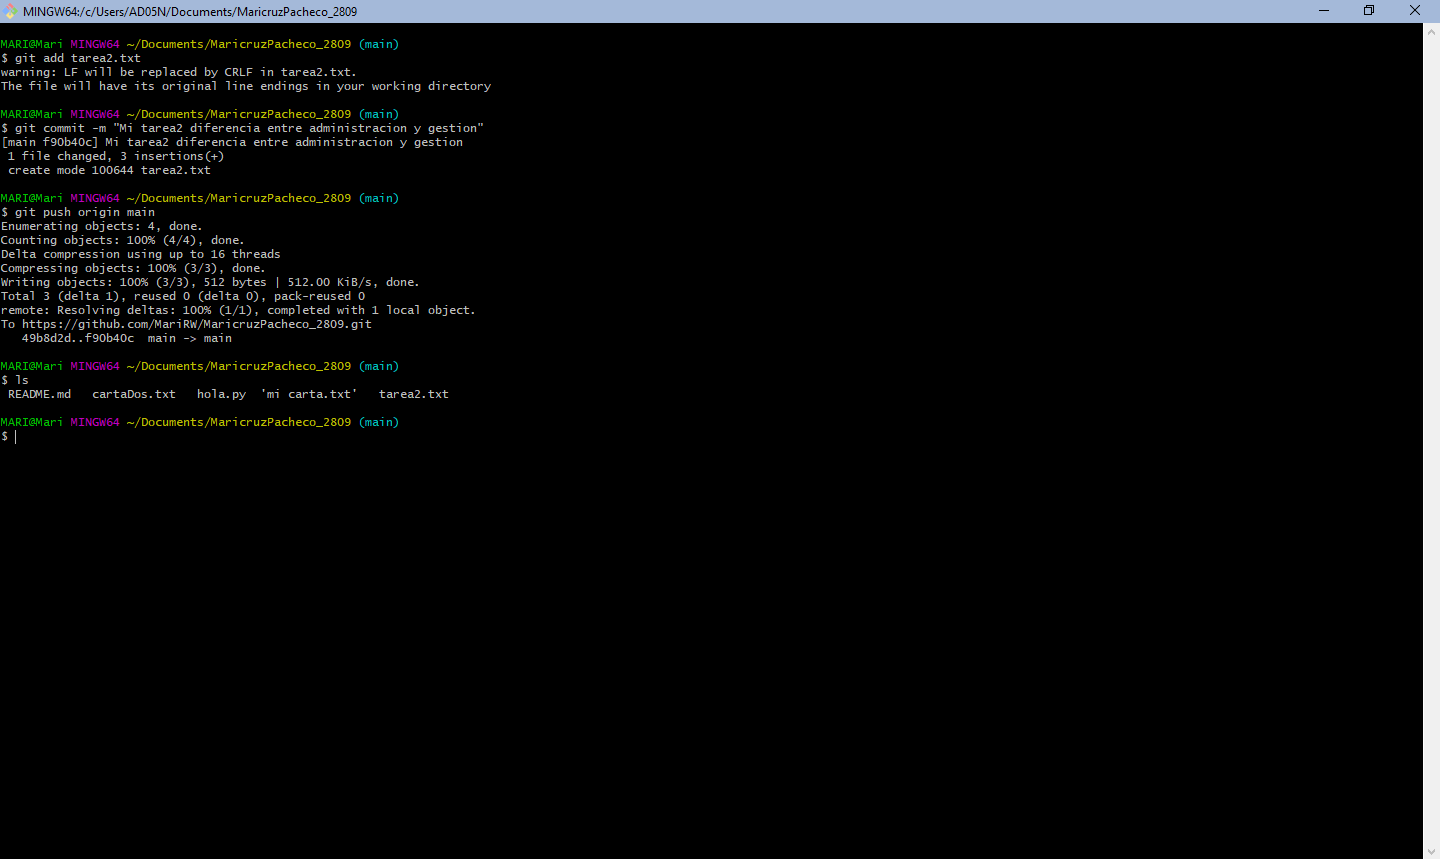 MINGW64:/c/Users/AD05N/Documents/MaricruzPacheco_2809
MARI@Mari MINGW64 ~/Documents/MaricruzPacheco_2809 (main)
$ git add tarea2.txt
warning: LF will be replaced by CRLF in tarea2.txt.
The file will have its original line endings in your working directory
MARI@Mari MINGW64 ~/Documents/MaricruzPacheco_2809 (main)
$ git commit -m "Mi tarea2 diferencia entre administracion y gestion"
[main f90b40c] Mi tarea2 diferencia entre administracion y gestion
 1 file changed, 3 insertions(+)
 create mode 100644 tarea2.txt
MARI@Mari MINGW64 ~/Documents/MaricruzPacheco_2809 (main)
$ git push origin main
Enumerating objects: 4, done.
Counting objects: 100% (4/4), done.
Delta compression using up to 16 threads
Compressing objects: 100% (3/3), done.
Writing objects: 100% (3/3), 512 bytes | 512.00 KiB/s, done.
Total 3 (delta 1), reused 0 (delta 0), pack-reused 0
remote: Resolving deltas: 100% (1/1), completed with 1 local object.
To https://github.com/MariRW/MaricruzPacheco_2809.git
   49b8d2d..f90b40c  main -> main
MARI@Mari MINGW64 ~/Documents/MaricruzPacheco_2809 (main)
$ ls
 README.md   cartaDos.txt   hola.py  'mi carta.txt'   tarea2.txt
MARI@Mari MINGW64 ~/Documents/MaricruzPacheco_2809 (main)
$